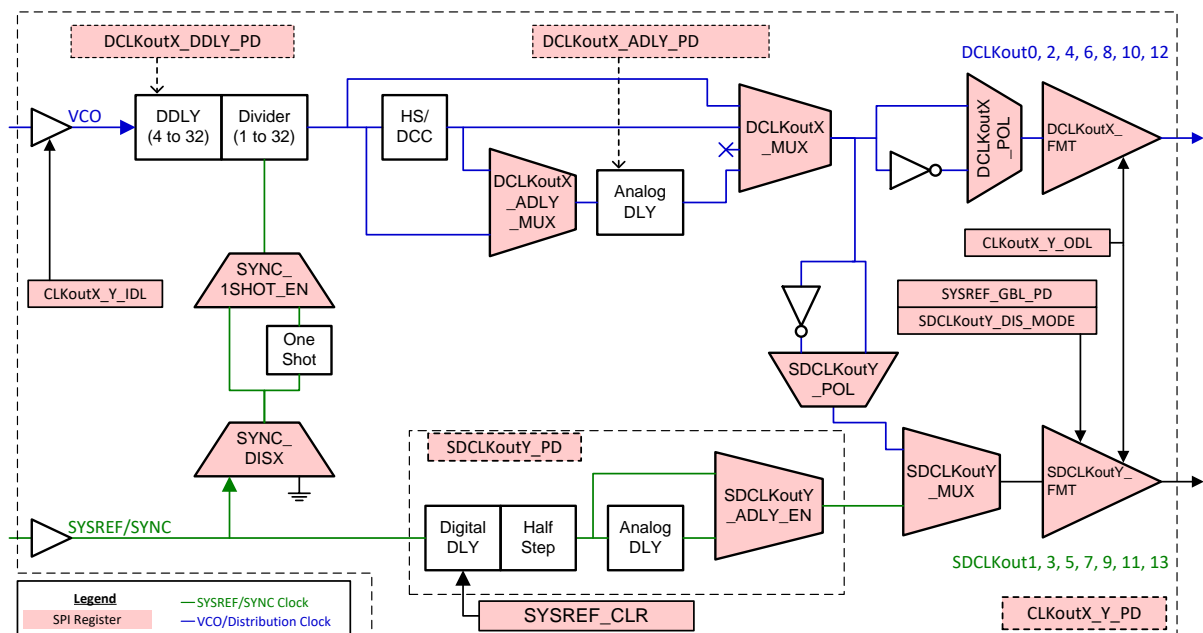 DCLKoutX_DDLY_PD
DCLKoutX_ADLY_PD
DCLKout0, 2, 4, 6, 8, 10, 12
VCO
DDLY
(4 to 32)
Divider
(1 to 32)
HS/
DCC
DCLKoutX
_ADLY
_MUX
Analog
DLY
DCLKoutX
_MUX
DCLKoutX
_POL
DCLKoutX_
FMT
CLKoutX_Y_IDL
SYNC_
1SHOT_EN
One
Shot
SYNC_
DISX
CLKoutX_Y_ODL
SYSREF_GBL_PD
SDCLKoutY_DIS_MODE
SDCLKoutY
_POL
SDCLKoutY_PD
SDCLKoutY
_ADLY_EN
SDCLKoutY
_MUX
SDCLKoutY_
FMT
SYSREF/SYNC
Digital
DLY
Half
Step
Analog
DLY
SYSREF_CLR
SDCLKout1, 3, 5, 7, 9, 11, 13
CLKoutX_Y_PD
Legend
SPI Register
SYSREF/SYNC Clock
VCO/Distribution Clock